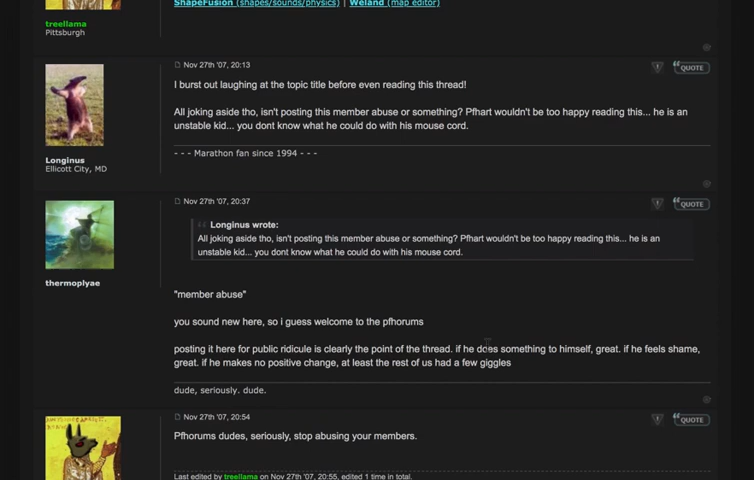 ShapeFusion (shapes/sounds/physics) | Weland (map editor)
treellama
Pittsburgh
Nov 27th '07, 20:13
QUOTE
I burst out laughing at the topic title before even reading this thread!
All joking aside tho, isn't posting this member abuse or something? Pfhart wouldn't be too happy reading this... he is an
unstable kid... you dont know what he could do with his mouse cord.
- - - Marathon fan since 1994 - - -
Longinus
Ellicott City, MD
Nov 27th '07, 20:37
QUOTE
Longinus wrote:
All joking aside tho, isn't posting this member abuse or something? Pfhart wouldn't be too happy reading this... he is an
unstable kid... you dont know what he could do with his mouse cord.
thermoplyae
"member abuse"
you sound new here, so i guess welcome to the pfhorums
posting it here for public ridicule is clearly the point of the thread. if he does something to himself, great. if he feels shame,
great. if he makes no positive change, at least the rest of us had a few giggles
dude, seriously. dude.
Nov 27th '07, 20:54
QUOTE
Pfhorums dudes, seriously, stop abusing your members.
Last edited by treellama on Nov 27th '07, 20:55, edited 1 time in total.